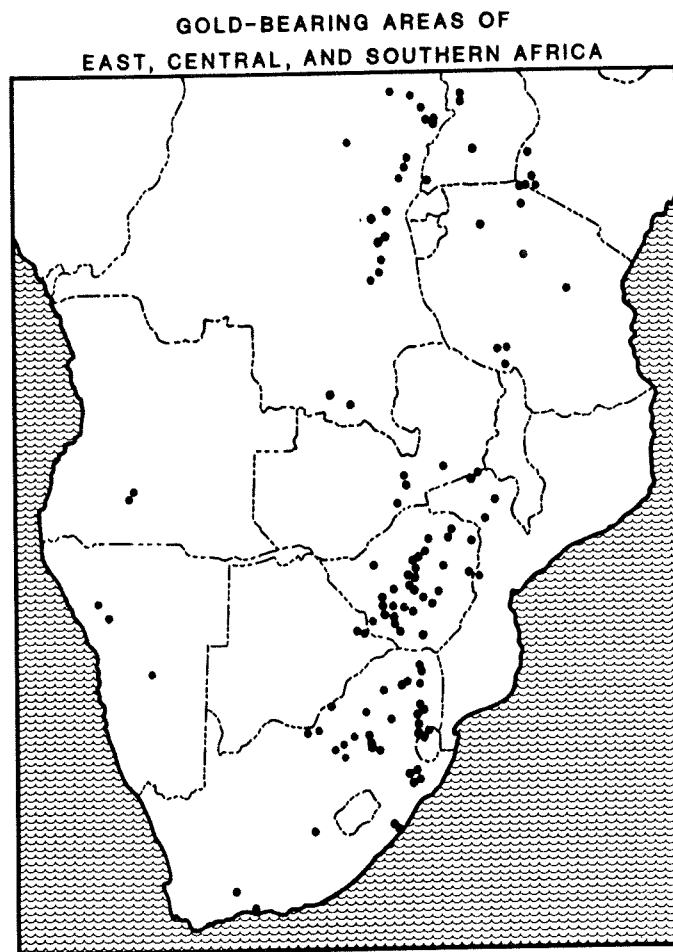 GOLD-BEARING AREAS OF
EAST, CENTRAL, AND SOUTHERN AFRICA